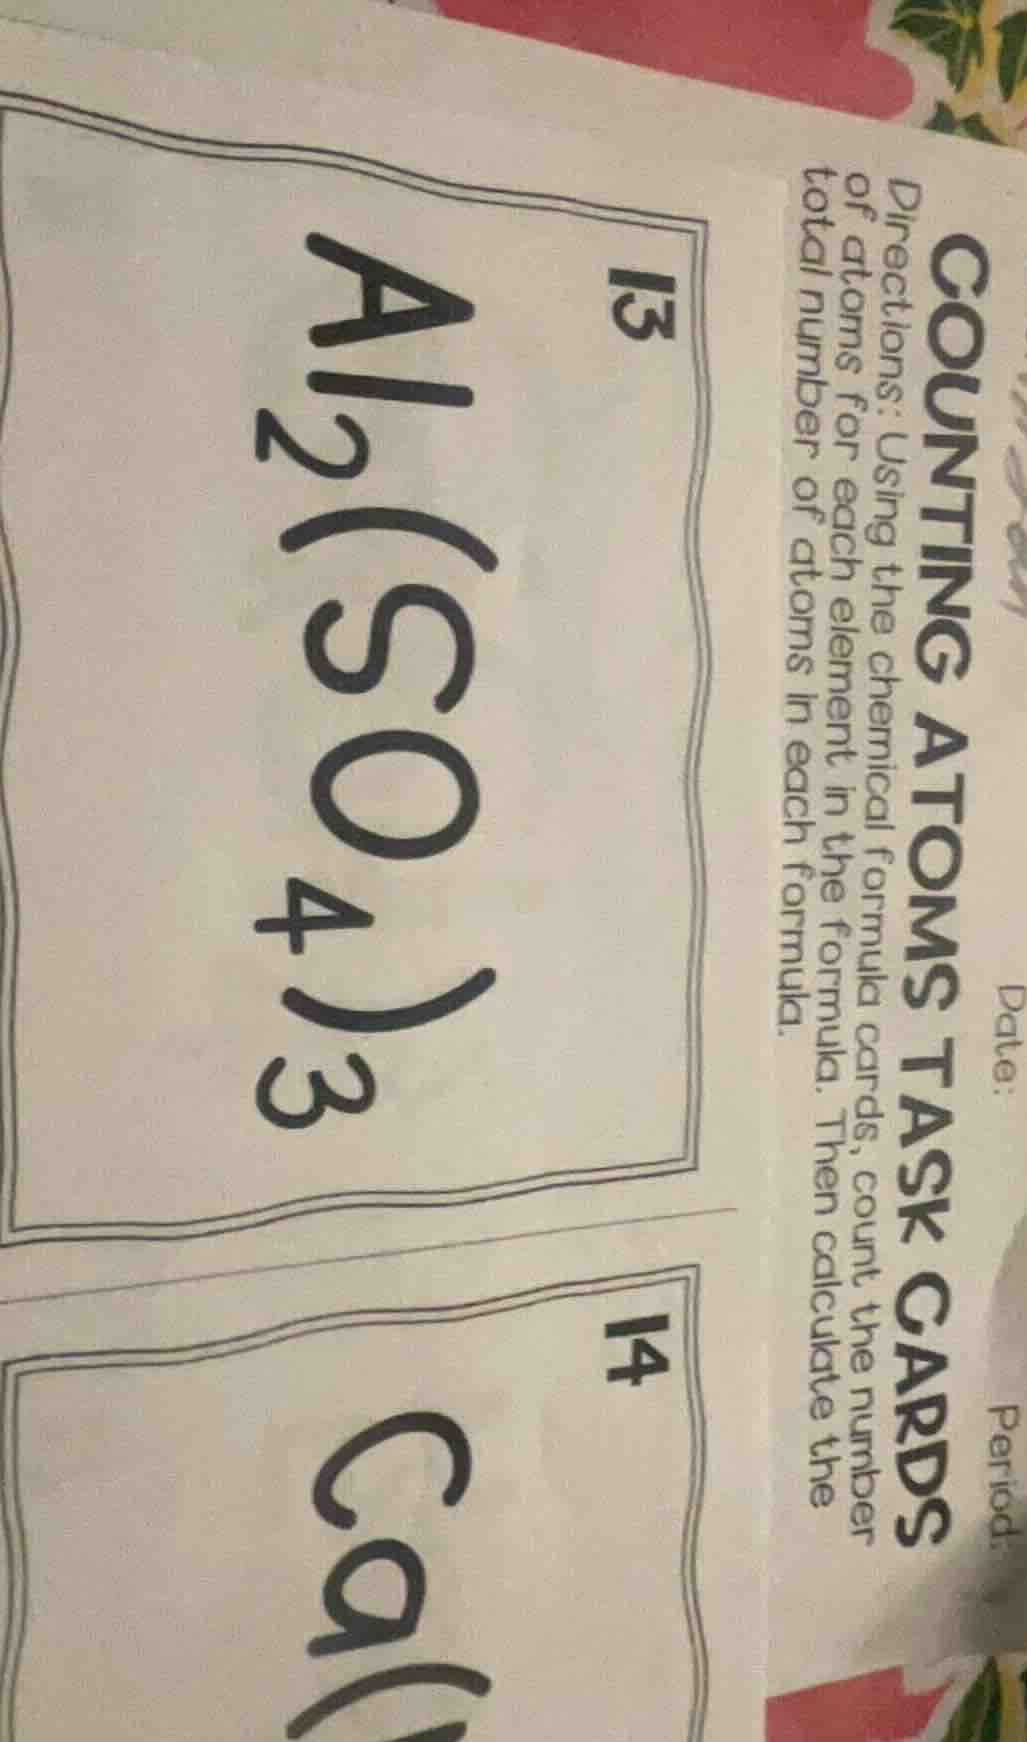 Date:
Period:
COUNTING ATOMS TASK CARDS
Directions: Using the chemical formula cards, count the number
of atoms for each element in the formula. Then calculate the
total number of atoms in each formula.
13
Al₂(SO₄)₃
14
Ca(